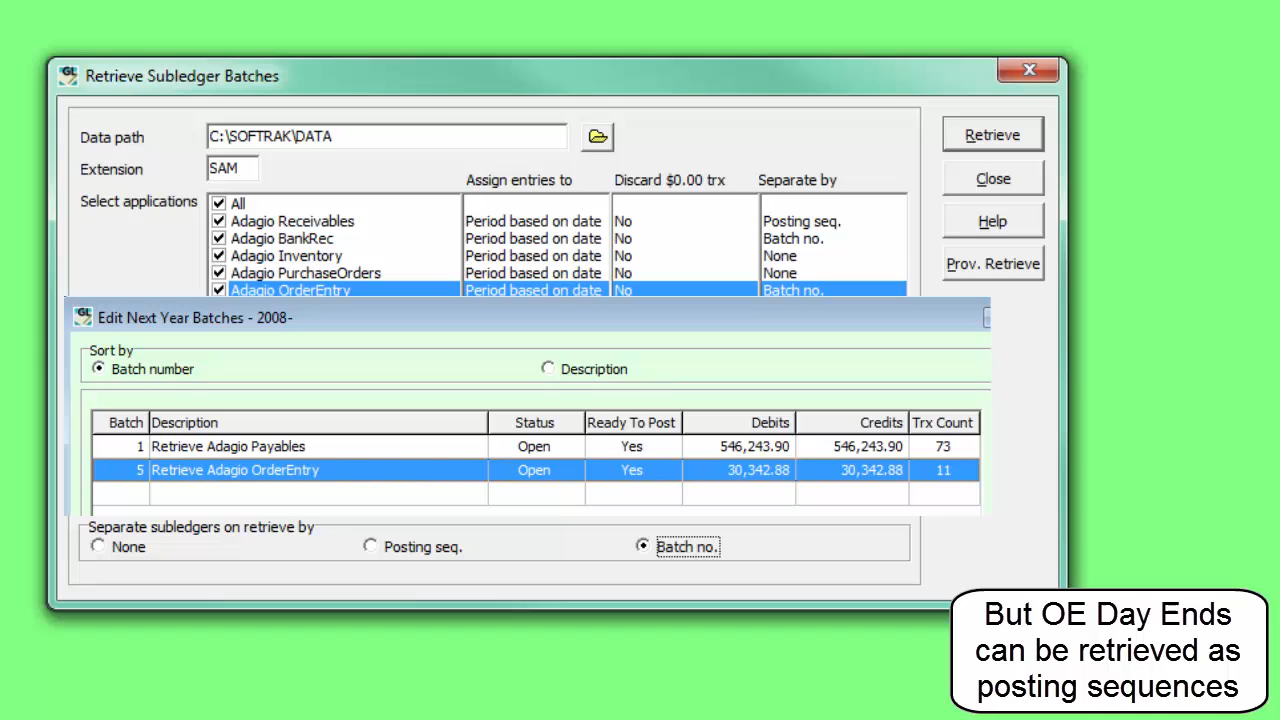 Retrieve Subledger Batches
Data path C:\SOFTRAK\DATA Retrieve
Extension SAM
Assign entries to Discard $0.00 trx Separate by Close
Select applications All
Adagio Receivables Period based on date No Posting seq. Help
Adagio BankRec Period based on date No Batch no.
Adagio Inventory Period based on date No None
Adagio PurchaseOrders Period based on date No None Prov. Retrieve
Adagio OrderEntry Period based on date No Batch no.
Edit Next Year Batches - 2008-
Sort by
Batch number Description
Batch Description Status Ready To Post Debits Credits Trx Count
1 Retrieve Adagio Payables Open Yes 546,243.90 546,243.90 73
5 Retrieve Adagio OrderEntry Open Yes 30,342.88 30,342.88 11
Separate subledgers on retrieve by
None Posting seq. Batch no.
But OE Day Ends
can be retrieved as
posting sequences